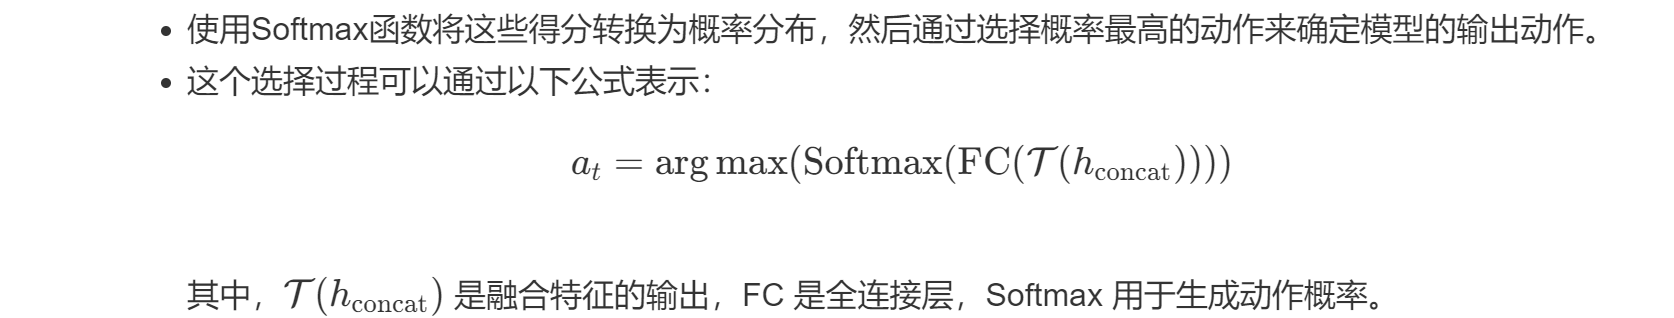 • 使用Softmax函数将这些得分转换为概率分布，然后通过选择概率最高的动作来确定模型的输出动作。
• 这个选择过程可以通过以下公式表示：
$a_t = \arg\max(\text{Softmax}(\text{FC}(\mathcal{T}(h_{\text{concat}}))))$
其中，$\mathcal{T}(h_{\text{concat}})$ 是融合特征的输出，FC 是全连接层，Softmax 用于生成动作概率。